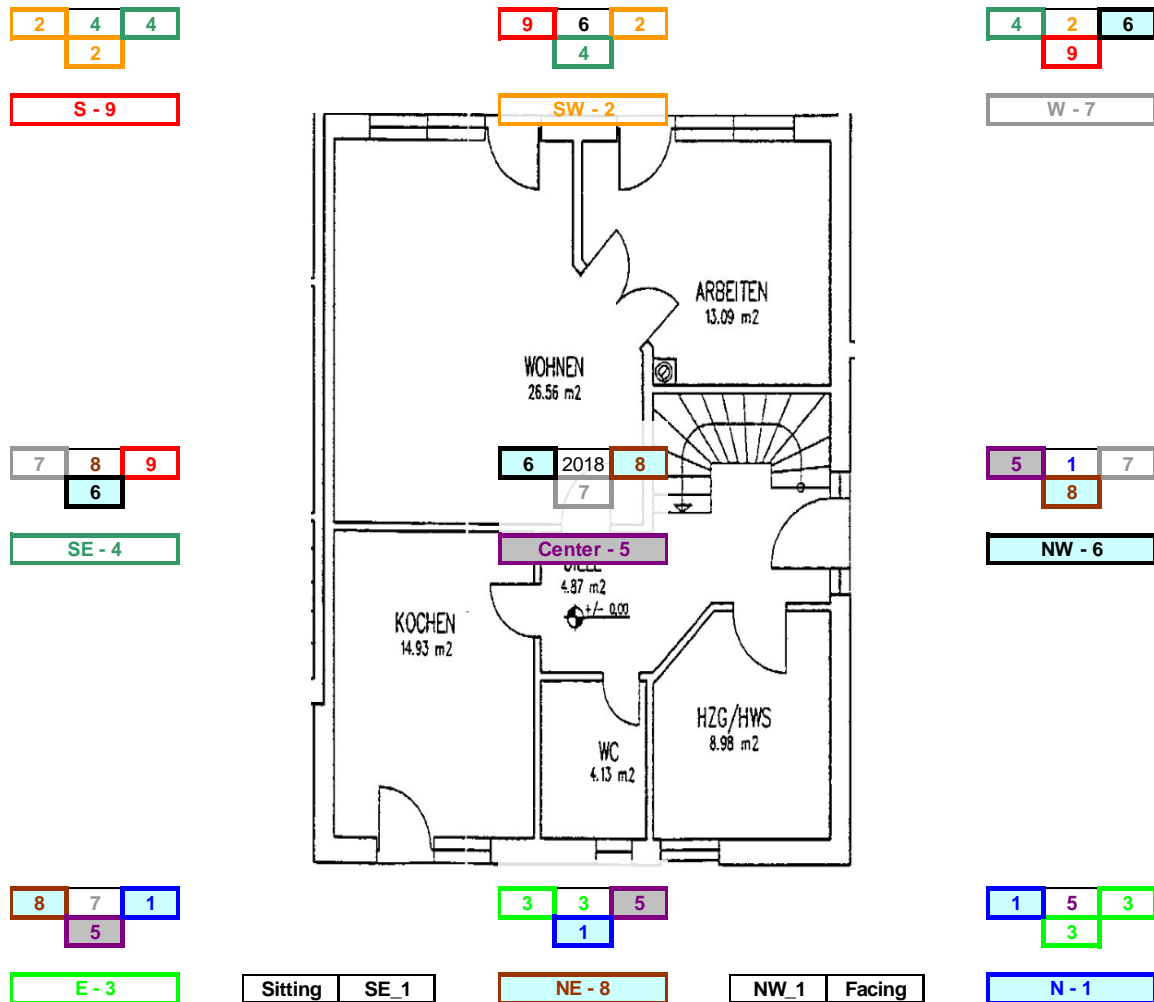 2 4 4 9 6 2 4 2 6
2 4 9
S - 9 SW - 2 W - 7
ARBEITEN
13.09 m2
WOHNEN
26.56 m2
7 8 9 6 2018 8 5 1 7
6 7 8
SE - 4 Center - 5 NW - 6
4.87 m2
+/- 0.00
KOCHEN
14.93 m2
HZG/HWS
8.98 m2
WC
4.13 m2
8 7 1 3 3 5 1 5 3
5 1 3
E - 3 Sitting SE_1 NE - 8 NW_1 Facing N - 1